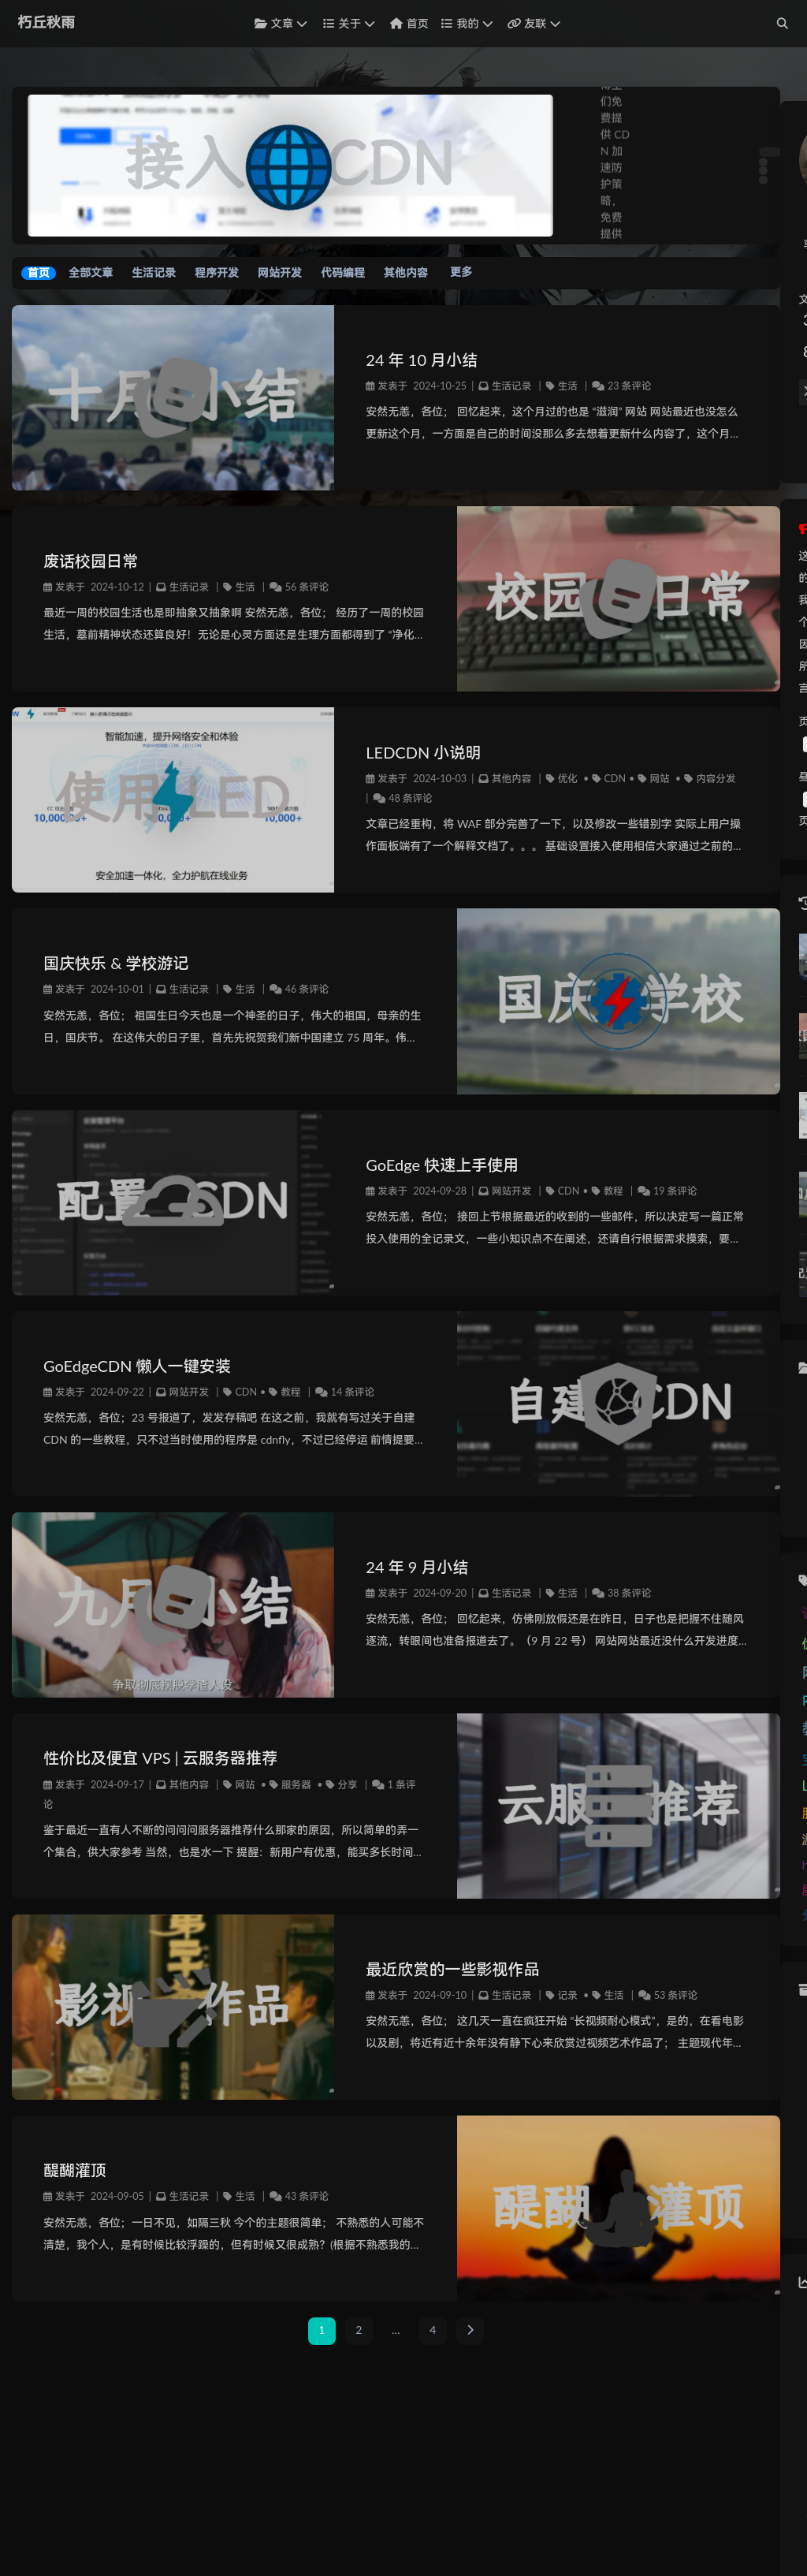 朽丘秋雨
文章 关于 首页 我的 友联
接入 CDN
们免
费提
供 CD
N 加
速防
护策
略，
免费
提供
首页 全部文章 生活记录 程序开发 网站开发 代码编程 其他内容 更多
十月小结
24 年 10 月小结
发表于 2024-10-25 | 生活记录 | 生活 | 23 条评论
安然无恙，各位； 回忆起来，这个月过的也是 “滋润” 网站 网站最近也没怎么
更新这个月，一方面是自己的时间没那么多去想着更新什么内容了，这个月...
废话校园日常
发表于 2024-10-12 | 生活记录 | 生活 | 56 条评论
最近一周的校园生活也是即抽象又抽象啊 安然无恙，各位； 经历了一周的校园
生活，墓前精神状态还算良好！无论是心灵方面还是生理方面都得到了 “净化...
校园 日常
智能加速，提升网络安全和体验
使用 LED
10,000,00+
10,000+
安全加速一体化，全力护航在线业务
LEDCDN 小说明
发表于 2024-10-03 | 其他内容 | 优化 • CDN • 网站 • 内容分发
| 48 条评论
文章已经重构，将 WAF 部分完善了一下，以及修改一些错别字 实际上用户操
作面板端有了一个解释文档了。。。 基础设置接入使用相信大家通过之前的...
国庆快乐 & 学校游记
发表于 2024-10-01 | 生活记录 | 生活 | 46 条评论
安然无恙，各位； 祖国生日今天也是一个神圣的日子，伟大的祖国，母亲的生
日，国庆节。 在这伟大的日子里，首先先祝贺我们新中国建立 75 周年。伟...
国庆 学校
配置 CDN
GoEdge 快速上手使用
发表于 2024-09-28 | 网站开发 | CDN • 教程 | 19 条评论
安然无恙，各位； 接回上节根据最近的收到的一些邮件，所以决定写一篇正常
投入使用的全记录文，一些小知识点不在阐述，还请自行根据需求摸索，要...
GoEdgeCDN 懒人一键安装
发表于 2024-09-22 | 网站开发 | CDN • 教程 | 14 条评论
安然无恙，各位；23 号报道了，发发存稿吧 在这之前，我就有写过关于自建
CDN 的一些教程，只不过当时使用的程序是 cdnfly，不过已经停运 前情提要...
自建 CDN
九月小结
争取彻底摆脱学渣人设
24 年 9 月小结
发表于 2024-09-20 | 生活记录 | 生活 | 38 条评论
安然无恙，各位； 回忆起来，仿佛刚放假还是在昨日，日子也是把握不住随风
逐流，转眼间也准备报道去了。（9 月 22 号） 网站网站最近没什么开发进度...
性价比及便宜 VPS | 云服务器推荐
发表于 2024-09-17 | 其他内容 | 网站 • 服务器 • 分享 | 1 条评
论
鉴于最近一直有人不断的问问问服务器推荐什么那家的原因，所以简单的弄一
个集合，供大家参考 当然，也是水一下 提醒：新用户有优惠，能买多长时间...
云服 推荐
影视 作品
最近欣赏的一些影视作品
发表于 2024-09-10 | 生活记录 | 记录 • 生活 | 53 条评论
安然无恙，各位； 这几天一直在疯狂开始 “长视频耐心模式”，是的，在看电影
以及剧，将近有近十余年没有静下心来欣赏过视频艺术作品了； 主题现代年...
醍醐灌顶
发表于 2024-09-05 | 生活记录 | 生活 | 43 条评论
安然无恙，各位；一日不见，如隔三秋 今个的主题很简单； 不熟悉的人可能不
清楚，我个人，是有时候比较浮躁的，但有时候又很成熟？(根据不熟悉我的...
醍醐 灌顶
1 2 … 4